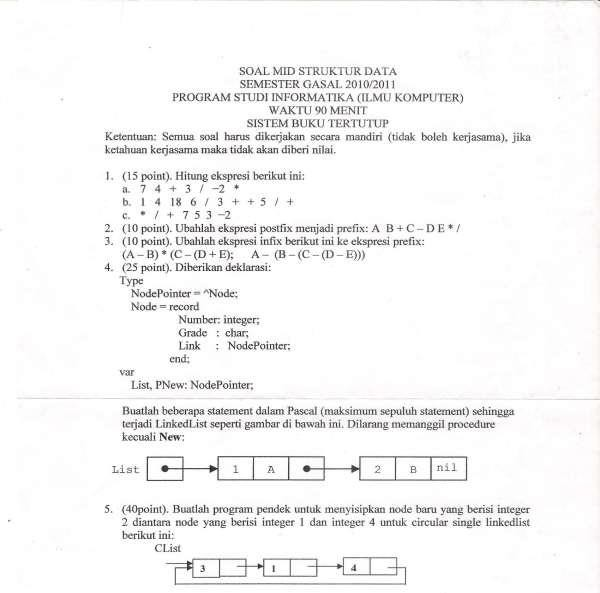 SOAL MID STRUKTUR DATA
SEMESTER GASAL 2010/2011
PROGRAM STUDI INFORMATIKA (ILMU KOMPUTER)
WAKTU 90 MENIT
SISTEM BUKU TERTUTUP
Ketentuan: Semua soal harus dikerjakan secara mandiri (tidak boleh kerjasama), jika
ketahuan kerjasama maka tidak akan diberi nilai.
1. (15 point). Hitung ekspresi berikut ini:
a. 7 4 + 3 / −2 *
b. 1 4 18 6 / 3 + + 5 / +
c. * / + 7 5 3 −2
2. (10 point). Ubahlah ekspresi postfix menjadi prefix: A B + C – D E * /
3. (10 point). Ubahlah ekspresi infix berikut ini ke ekspresi prefix:
(A – B) * (C – (D + E); A – (B – (C – (D – E)))
4. (25 point). Diberikan deklarasi:
Type
NodePointer = ^Node;
Node = record
Number: integer;
Grade : char;
Link : NodePointer;
end;
var
List, PNew: NodePointer;
Buatlah beberapa statement dalam Pascal (maksimum sepuluh statement) sehingga
terjadi LinkedList seperti gambar di bawah ini. Dilarang memanggil procedure
kecuali New:
List 1 A 2 B nil
5. (40point). Buatlah program pendek untuk menyisipkan node baru yang berisi integer
2 diantara node yang berisi integer 1 dan integer 4 untuk circular single linkedlist
berikut ini:
CList
3 1 4